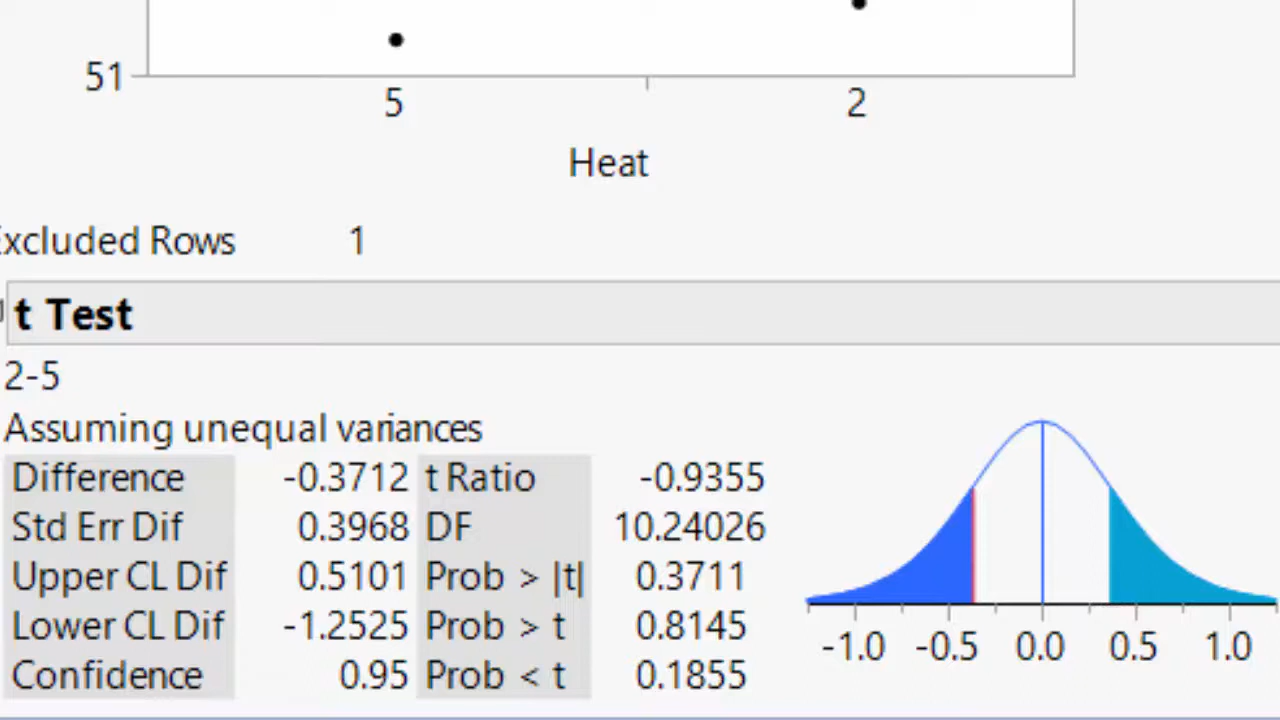 51
5 2
Heat
Excluded Rows 1
t Test
2-5
Assuming unequal variances
Difference -0.3712 t Ratio -0.9355
Std Err Dif 0.3968 DF 10.24026
Upper CL Dif 0.5101 Prob > |t| 0.3711
Lower CL Dif -1.2525 Prob > t 0.8145
Confidence 0.95 Prob < t 0.1855
-1.0 -0.5 0.0 0.5 1.0